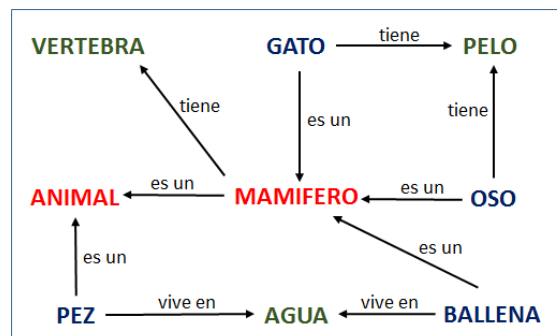 VERTEBRA GATO tiene PELO
tiene es un tiene
ANIMAL es un MAMIFERO es un OSO
es un es un
PEZ vive en AGUA vive en BALLENA